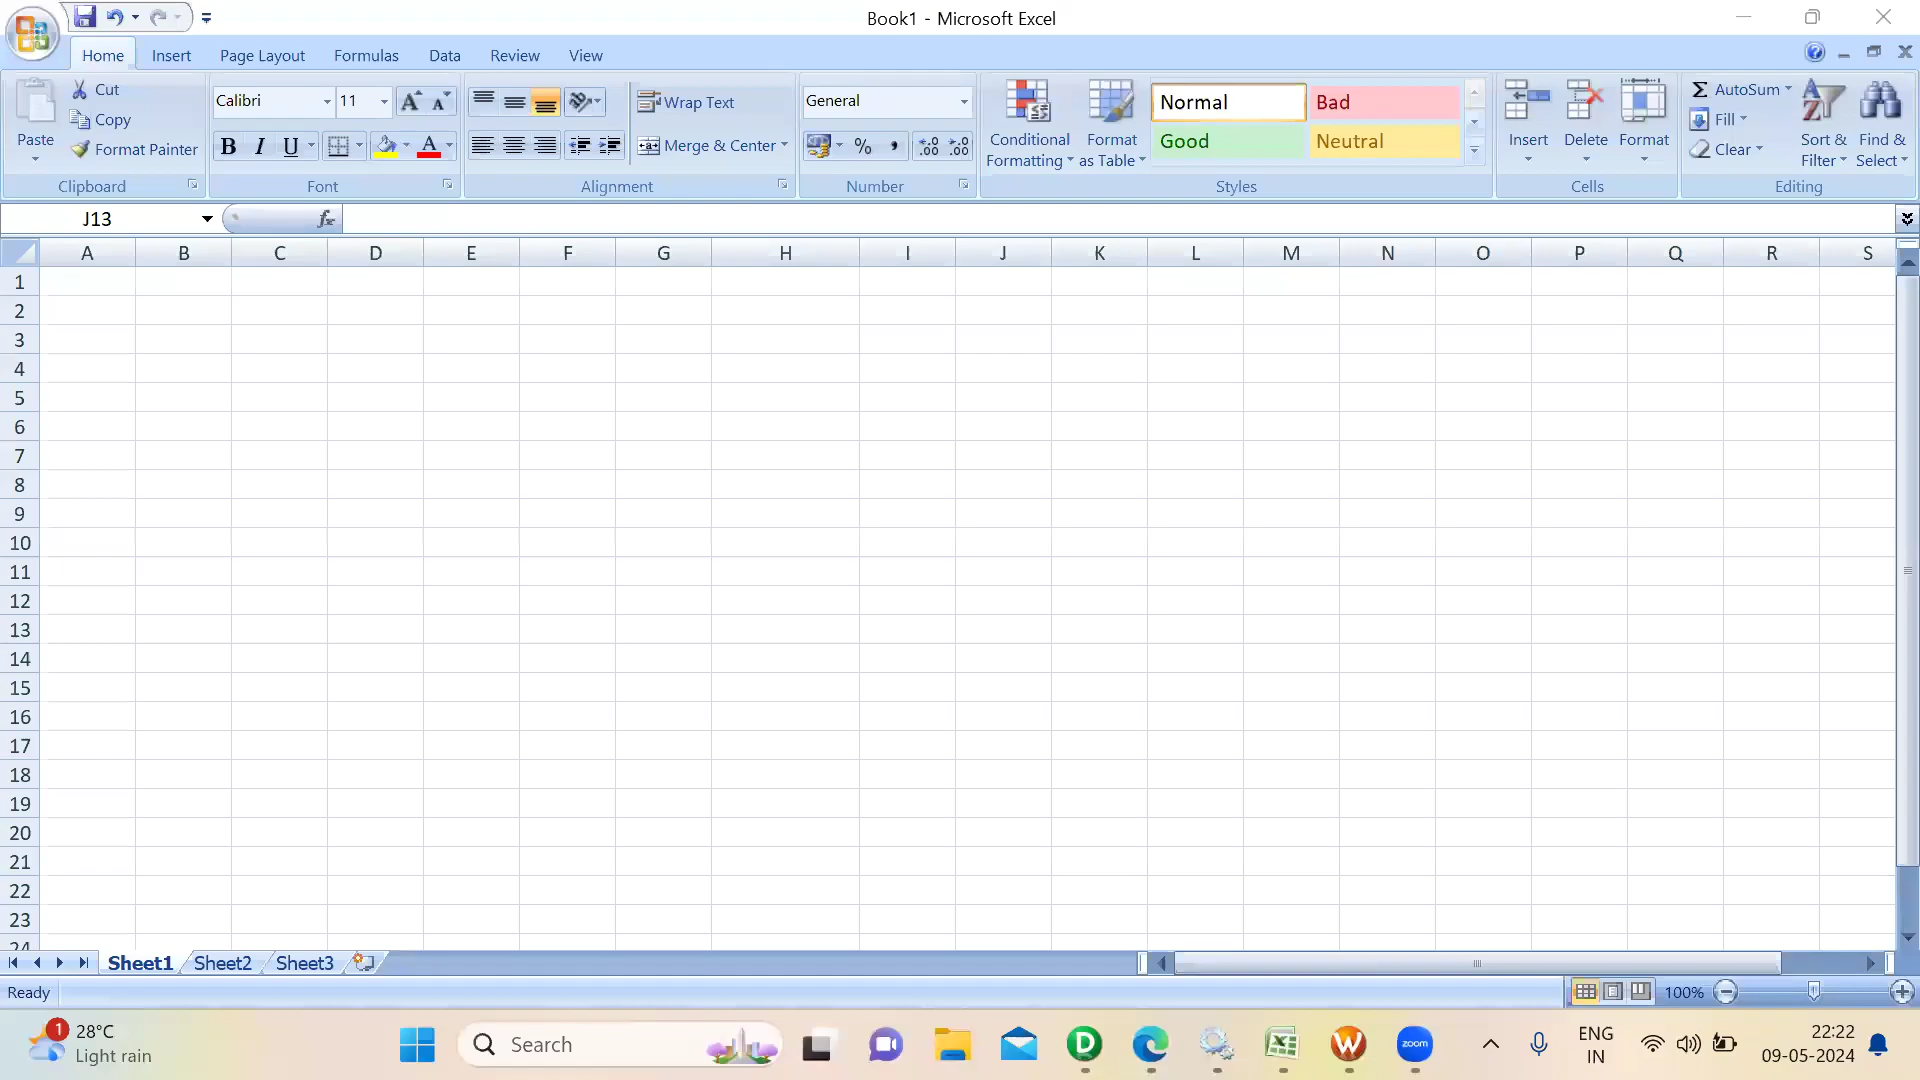 Book1 - Microsoft Excel
Home Insert Page Layout Formulas Data Review View
Paste
Cut
Copy
Format Painter
Clipboard
Calibri 11
B I U A
Font
Wrap Text
Merge & Center
Alignment
General
% ,
Number
Conditional Formatting
Format as Table
Normal Bad
Good Neutral
Styles
Insert Delete Format
Cells
Σ AutoSum
Fill
Clear
Sort & Filter
Find & Select
Editing
J13 fx
A B C D E F G H I J K L M N O P Q R S
1
2
3
4
5
6
7
8
9
10
11
12
13
14
15
16
17
18
19
20
21
22
23
24
Sheet1 Sheet2 Sheet3
Ready 100%
1 28°C
Light rain
Search
zoom
ENG
IN
22:22
09-05-2024